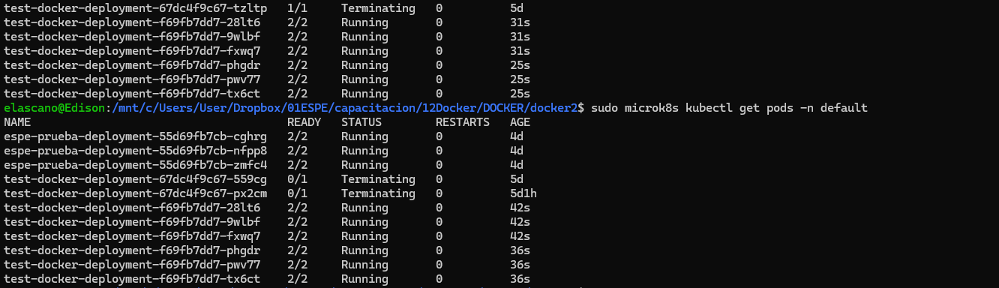 test-docker-deployment-67dc4f9c67-tzltp   1/1     Terminating   0          5d
test-docker-deployment-f69fb7dd7-28lt6    2/2     Running       0          31s
test-docker-deployment-f69fb7dd7-9wlbf    2/2     Running       0          31s
test-docker-deployment-f69fb7dd7-fxwq7    2/2     Running       0          31s
test-docker-deployment-f69fb7dd7-phgdr    2/2     Running       0          25s
test-docker-deployment-f69fb7dd7-pwv77    2/2     Running       0          25s
test-docker-deployment-f69fb7dd7-tx6ct    2/2     Running       0          25s
elascano@Edison:/mnt/c/Users/User/Dropbox/01ESPE/capacitacion/12Docker/DOCKER/docker2$ sudo microk8s kubectl get pods -n default
NAME                                      READY   STATUS        RESTARTS   AGE
espe-prueba-deployment-55d69fb7cb-cghrg   2/2     Running       0          4d
espe-prueba-deployment-55d69fb7cb-nfpp8   2/2     Running       0          4d
espe-prueba-deployment-55d69fb7cb-zmfc4   2/2     Running       0          4d
test-docker-deployment-67dc4f9c67-559cg   0/1     Terminating   0          5d
test-docker-deployment-67dc4f9c67-px2cm   0/1     Terminating   0          5d1h
test-docker-deployment-f69fb7dd7-28lt6    2/2     Running       0          42s
test-docker-deployment-f69fb7dd7-9wlbf    2/2     Running       0          42s
test-docker-deployment-f69fb7dd7-fxwq7    2/2     Running       0          42s
test-docker-deployment-f69fb7dd7-phgdr    2/2     Running       0          36s
test-docker-deployment-f69fb7dd7-pwv77    2/2     Running       0          36s
test-docker-deployment-f69fb7dd7-tx6ct    2/2     Running       0          36s